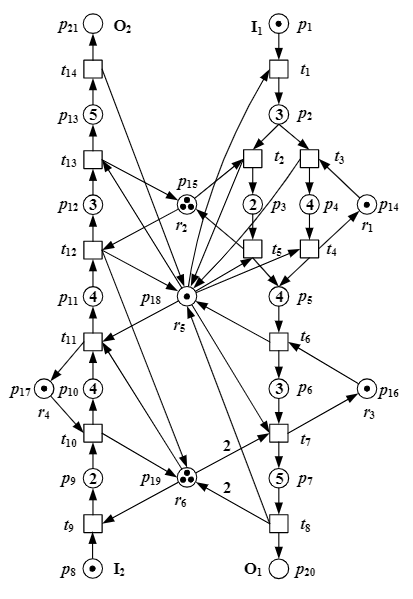 p21 O2 I1 p1
t14 t1
p13 5 3 p2
t13 p15 t2 t3
p12 3 r2 2 p3 4 p4 p14
r1
t12 t5 t4
p11 4 p18 4 p5
r5
t11 t6
p17 p10 4 3 p6 p16
r4 r3
t10 2 t7
p9 2 p19 5 p7
r6 2
t9 t8
p8 I2 O1 p20